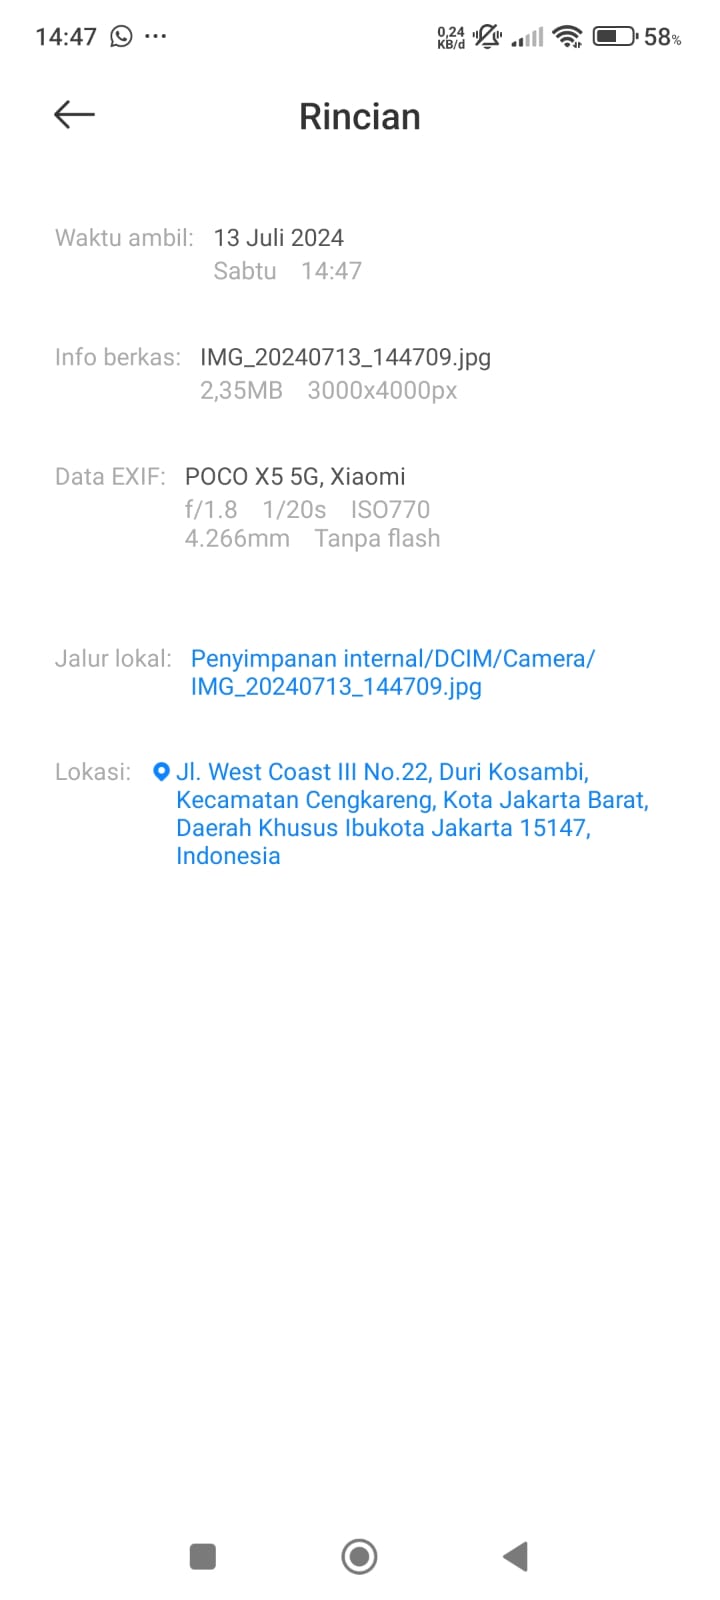 14:47
0,24
KB/d
58%
Rincian
Waktu ambil: 13 Juli 2024
Sabtu 14:47
Info berkas: IMG_20240713_144709.jpg
2,35MB 3000x4000px
Data EXIF: POCO X5 5G, Xiaomi
f/1.8 1/20s ISO770
4.266mm Tanpa flash
Jalur lokal: Penyimpanan internal/DCIM/Camera/
IMG_20240713_144709.jpg
Lokasi: Jl. West Coast III No.22, Duri Kosambi,
Kecamatan Cengkareng, Kota Jakarta Barat,
Daerah Khusus Ibukota Jakarta 15147,
Indonesia